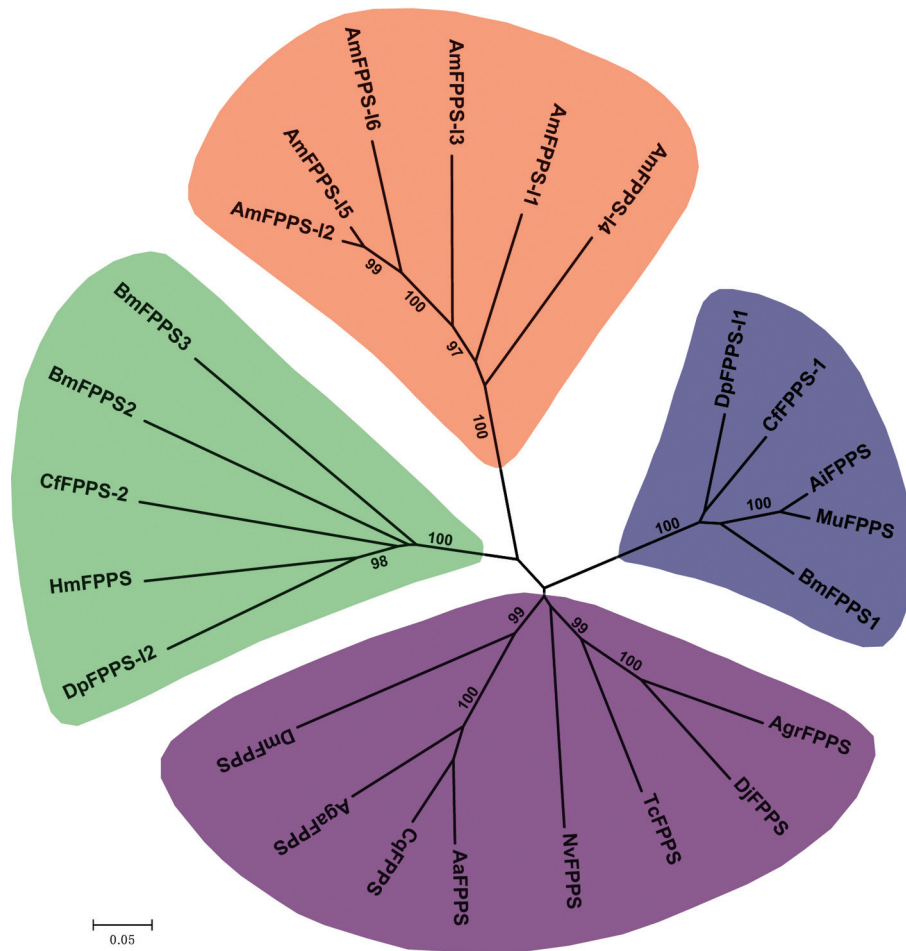 AmFPPS-I6
AmFPPS-I3
AmFPPS-I1
AmFPPS-I4
AmFPPS-I5
AmFPPS-I2
99
100
97
100
BmFPPS3
BmFPPS2
CfFPPS-2
HmFPPS
DpFPPS-I2
100
98
DpFPPS-I1
CfFPPS-1
AiFPPS
MuFPPS
BmFPPS1
100
100
99
99
100
100
DmFPPS
AgaFPPS
CqFPPS
AaFPPS
NvFPPS
TcFPPS
DjFPPS
AgrFPPS
0.05